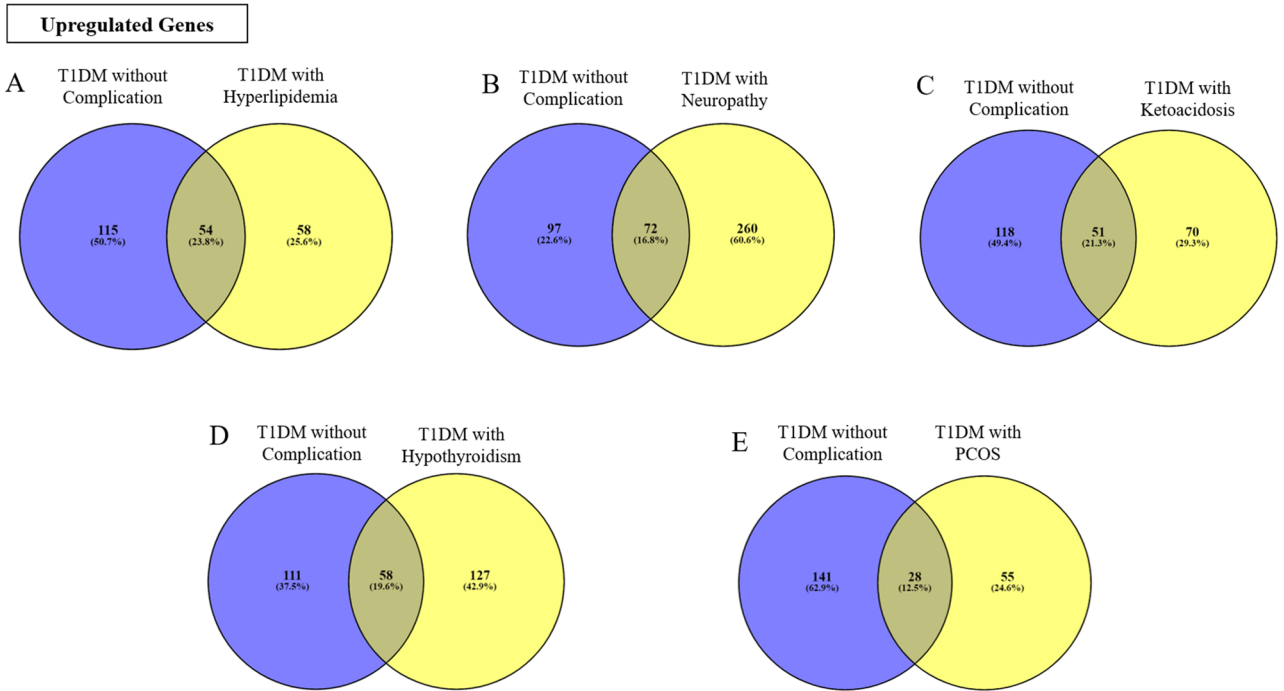 Upregulated Genes
A
T1DM without
Complication
T1DM with
Hyperlipidemia
115
(50.7%)
54
(23.8%)
58
(25.6%)
B
T1DM without
Complication
T1DM with
Neuropathy
97
(22.6%)
72
(16.8%)
260
(60.6%)
C
T1DM without
Complication
T1DM with
Ketoacidosis
118
(49.4%)
51
(21.3%)
70
(29.3%)
D
T1DM without
Complication
T1DM with
Hypothyroidism
111
(37.5%)
58
(19.6%)
127
(42.9%)
E
T1DM without
Complication
T1DM with
PCOS
141
(62.9%)
28
(12.5%)
55
(24.6%)